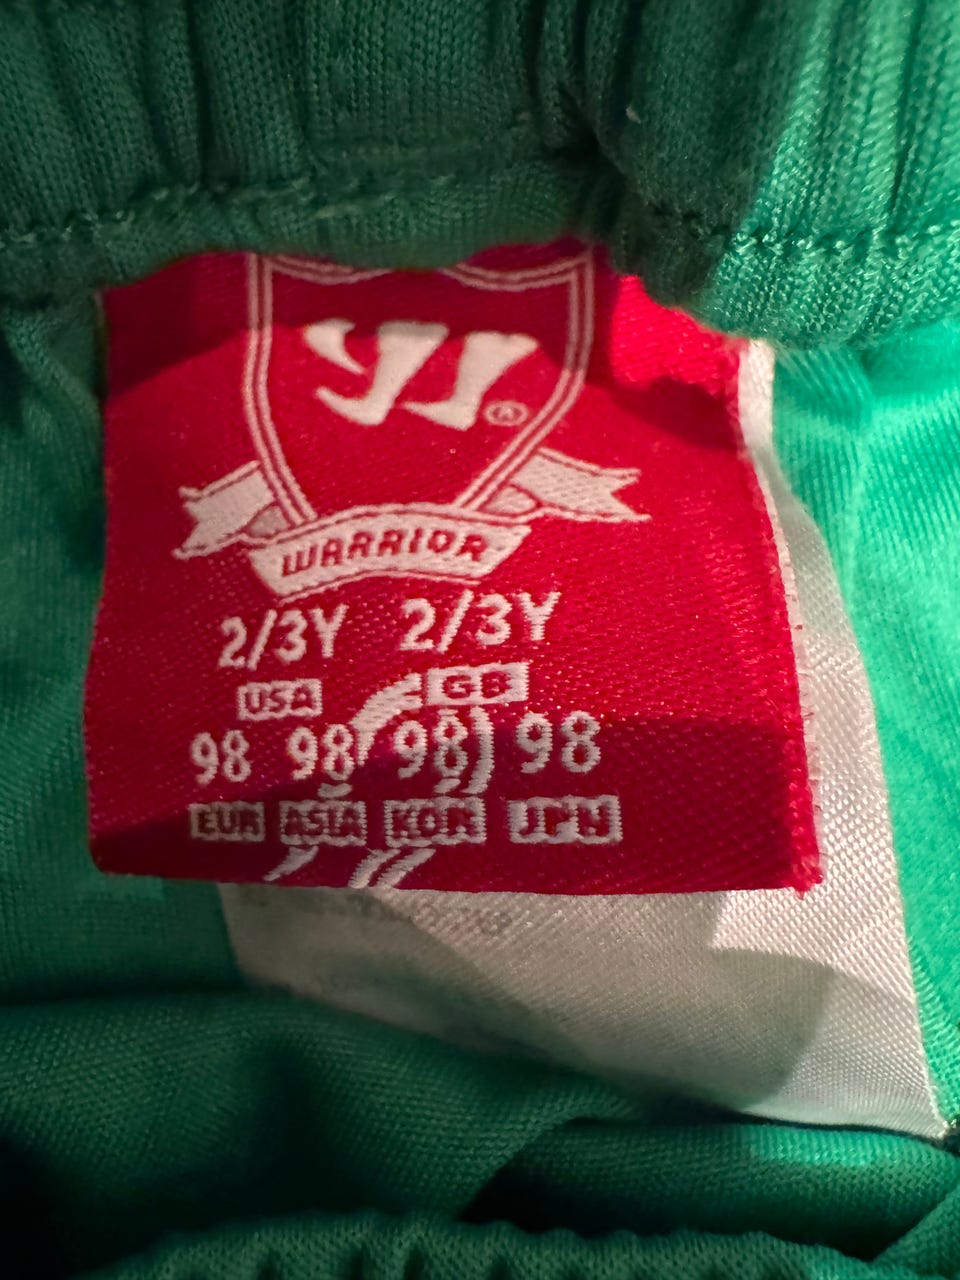 ®
WARRIOR
2/3Y 2/3Y
USA GB
98 98 98 98
EUR ASIA KOR JPN